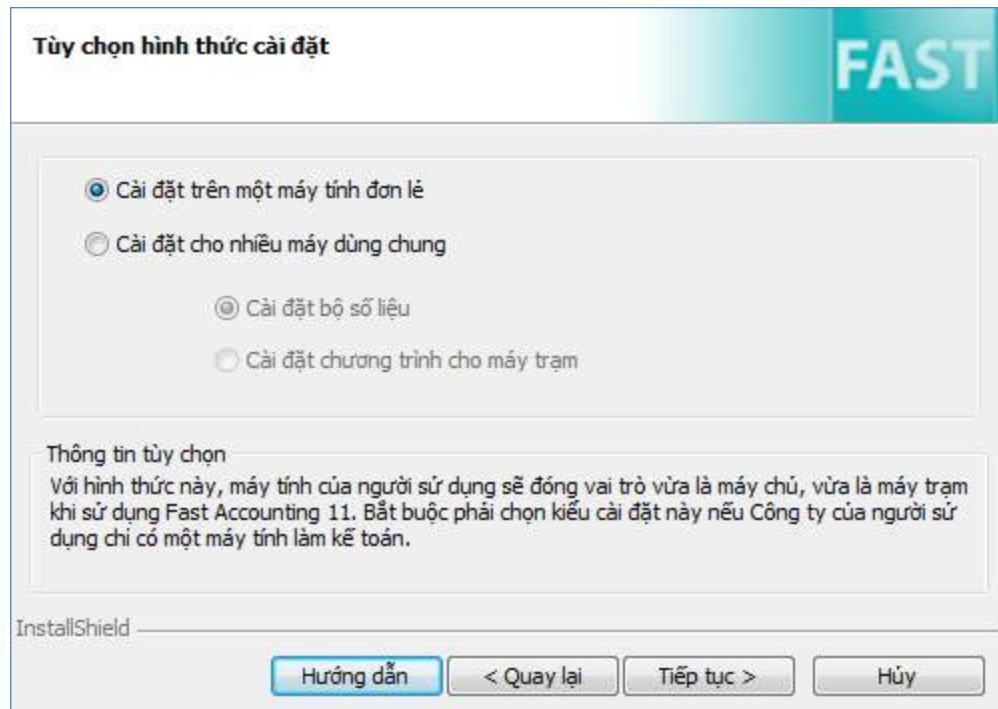 Tùy chọn hình thức cài đặt
FAST
Cài đặt trên một máy tính đơn lẻ
Cài đặt cho nhiều máy dùng chung
Cài đặt bộ số liệu
Cài đặt chương trình cho máy trạm
Thông tin tùy chọn
Với hình thức này, máy tính của người sử dụng sẽ đóng vai trò vừa là máy chủ, vừa là máy trạm
khi sử dụng Fast Accounting 11. Bắt buộc phải chọn kiểu cài đặt này nếu Công ty của người sử
dụng chỉ có một máy tính làm kế toán.
InstallShield
Hướng dẫn
< Quay lại
Tiếp tục >
Hủy